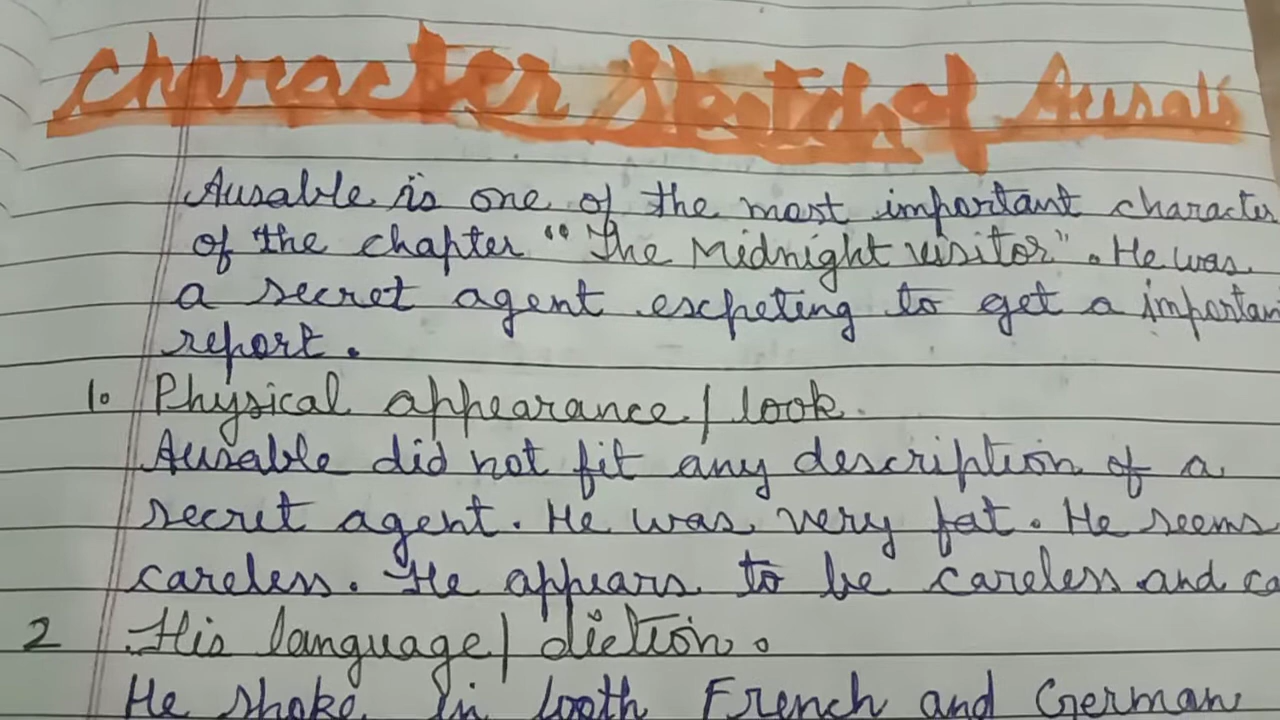 Character Sketch of Ausabl
Ausable is one of the most important character
of the chapter "The Midnight visitor". He was
a secret agent escpeting to get a importan
report.
1. Physical appearance/ look.
Ausable did not fit any description of a
secret agent. He was very fat. He seems
careless. He appears to be careless and ca
2 His language/ diction.
He spoke in both French and German